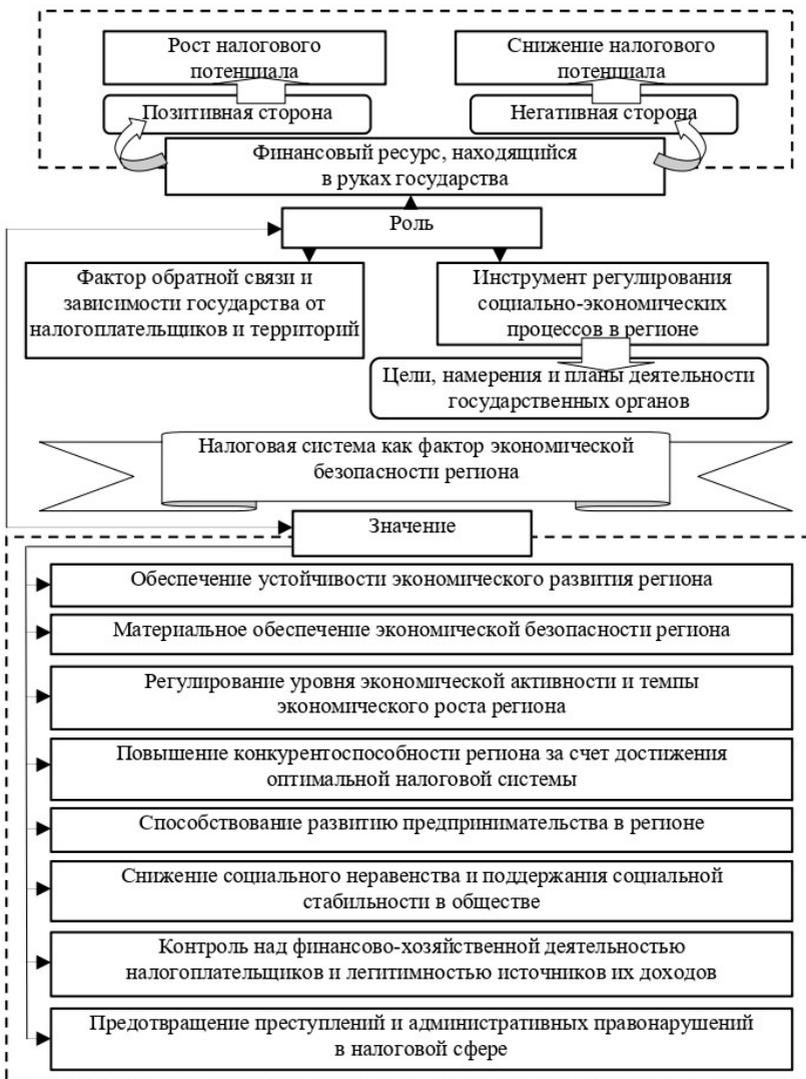 Рост налогового
потенциала
Снижение налогового
потенциала
Позитивная сторона
Негативная сторона
Финансовый ресурс, находящийся
в руках государства
Роль
Фактор обратной связи и
зависимости государства от
налогоплательщиков и территорий
Инструмент регулирования
социально-экономических
процессов в регионе
Цели, намерения и планы деятельности
государственных органов
Налоговая система как фактор экономической
безопасности региона
Значение
Обеспечение устойчивости экономического развития региона
Материальное обеспечение экономической безопасности региона
Регулирование уровня экономической активности и темпы
экономического роста региона
Повышение конкурентоспособности региона за счет достижения
оптимальной налоговой системы
Способствование развитию предпринимательства в регионе
Снижение социального неравенства и поддержания социальной
стабильности в обществе
Контроль над финансово-хозяйственной деятельностью
налогоплательщиков и легитимностью источников их доходов
Предотвращение преступлений и административных правонарушений
в налоговой сфере